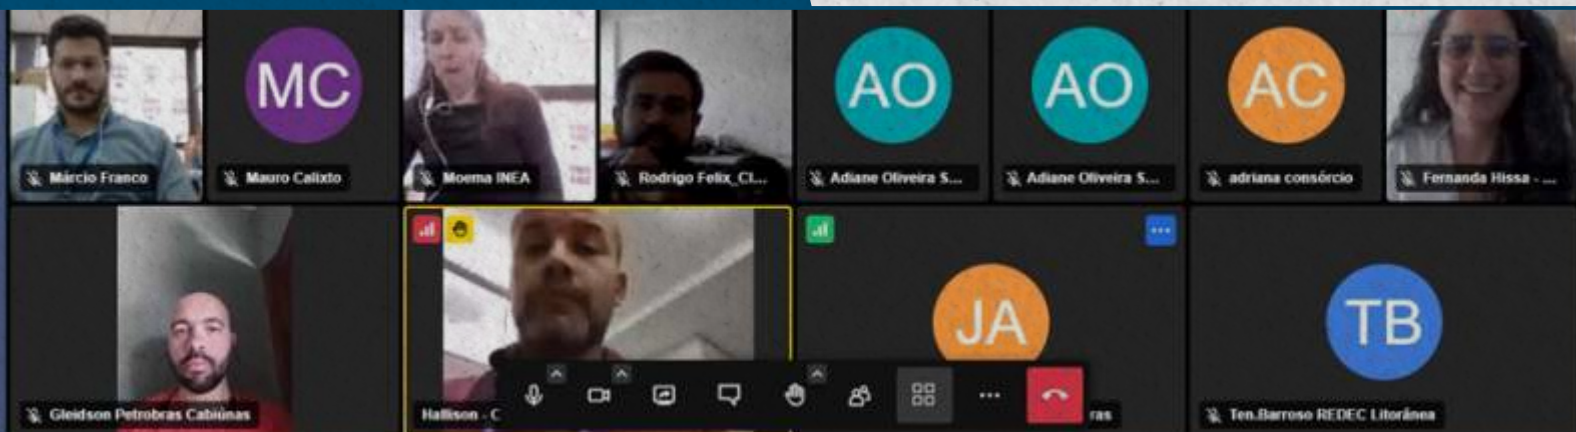 MC
AO
AO
AC
Márcio Franco
Mauro Calixto
Moema INEA
Rodrigo Felix_Cl...
Adiane Oliveira S...
Adiane Oliveira S...
adriana consórcio
Fernanda Hissa - ...
JA
TB
Gleidson Petrobras Cabiúnas
Hallison - C
ras
Ten.Barroso REDEC Litorânea